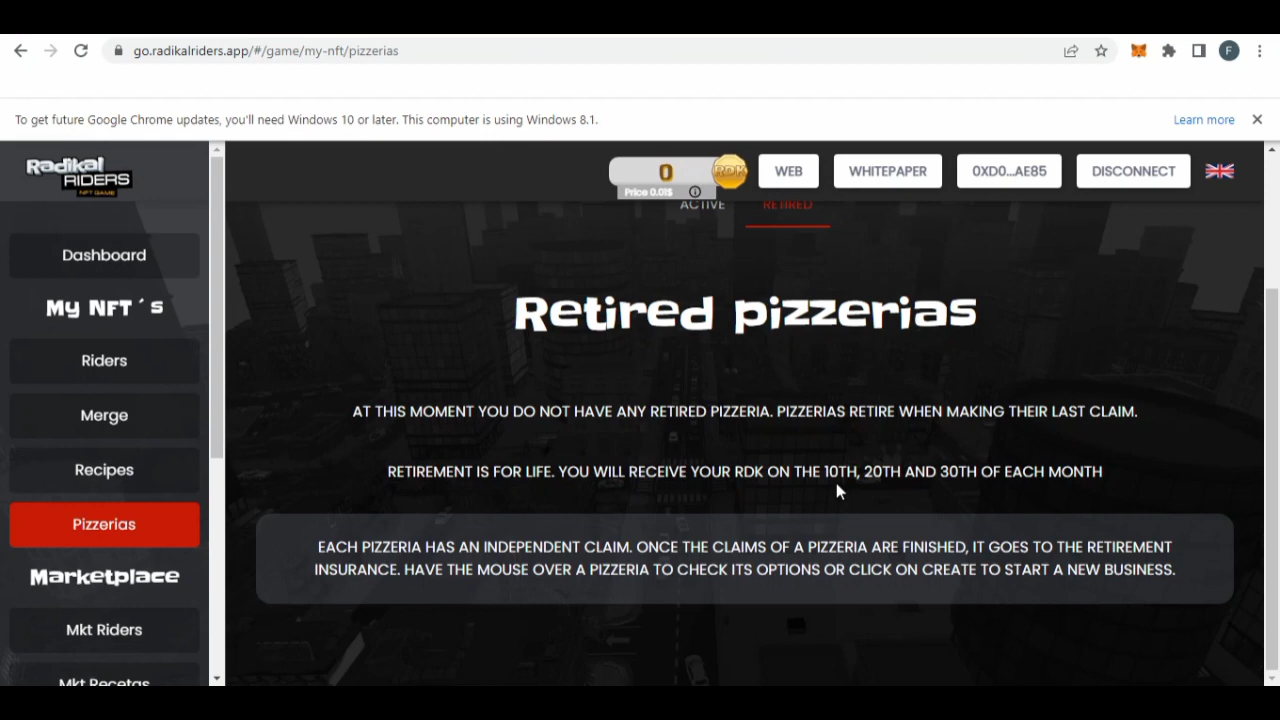 go.radikalriders.app/#/game/my-nft/pizzerias
F
To get future Google Chrome updates, you'll need Windows 10 or later. This computer is using Windows 8.1.
Learn more
Radikal
RIDERS
NFT GAME
0
RDK
Price 0.01$
WEB
WHITEPAPER
0XD0...AE85
DISCONNECT
ACTIVE
RETIRED
Dashboard
My NFT´s
Riders
Merge
Recipes
Pizzerias
Marketplace
Mkt Riders
Mkt Recetas
Retired pizzerias
AT THIS MOMENT YOU DO NOT HAVE ANY RETIRED PIZZERIA. PIZZERIAS RETIRE WHEN MAKING THEIR LAST CLAIM.
RETIREMENT IS FOR LIFE. YOU WILL RECEIVE YOUR RDK ON THE 10TH, 20TH AND 30TH OF EACH MONTH
EACH PIZZERIA HAS AN INDEPENDENT CLAIM. ONCE THE CLAIMS OF A PIZZERIA ARE FINISHED, IT GOES TO THE RETIREMENT
INSURANCE. HAVE THE MOUSE OVER A PIZZERIA TO CHECK ITS OPTIONS OR CLICK ON CREATE TO START A NEW BUSINESS.